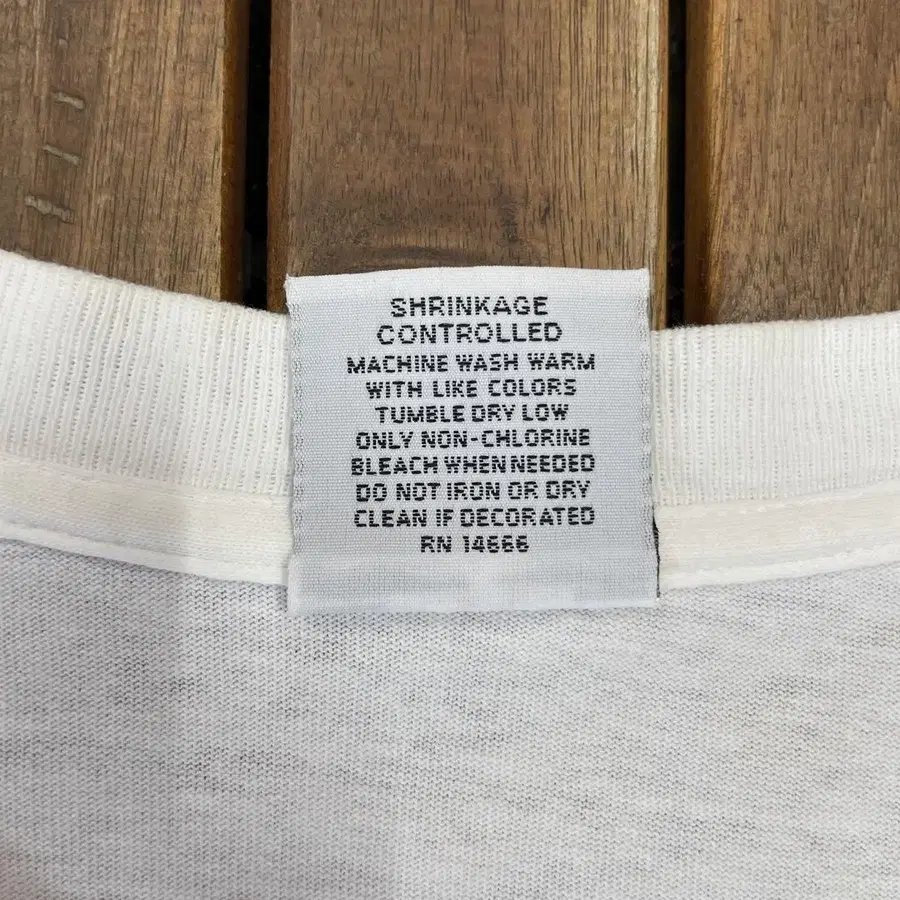 SHRINKAGE
CONTROLLED
MACHINE WASH WARM
WITH LIKE COLORS
TUMBLE DRY LOW
ONLY NON-CHLORINE
BLEACH WHEN NEEDED
DO NOT IRON OR DRY
CLEAN IF DECORATED
RN 14666